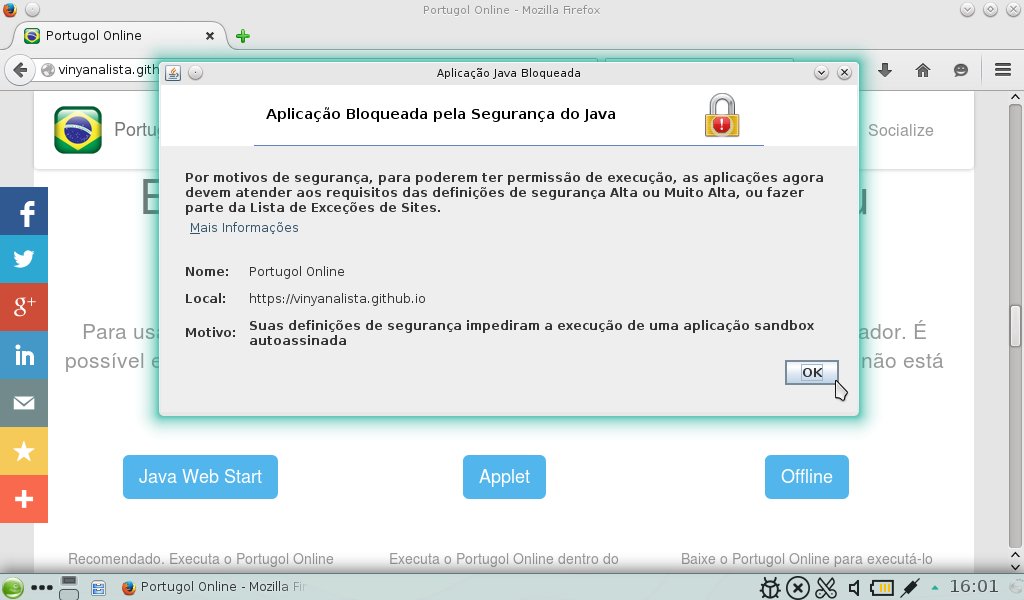 Portugol Online - Mozilla Firefox
Portugol Online
vinyanalista.gith
Aplicação Java Bloqueada
Socialize
Aplicação Bloqueada pela Segurança do Java
Por motivos de segurança, para poderem ter permissão de execução, as aplicações agora
devem atender aos requisitos das definições de segurança Alta ou Muito Alta, ou fazer
parte da Lista de Exceções de Sites.
Mais Informações
Nome: Portugol Online
Local: https://vinyanalista.github.io
Motivo: Suas definições de segurança impediram a execução de uma aplicação sandbox
autoassinada
OK
Para usa
ador. É
possível e
não está
Java Web Start
Applet
Offline
Recomendado. Executa o Portugol Online
Executa o Portugol Online dentro do
Baixe o Portugol Online para executá-lo
Portugol Online - Mozilla Fir
16:01